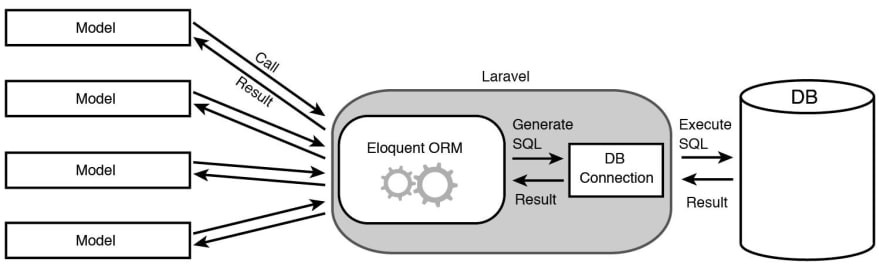 Model
Call
Result
Model
Model
Model
Laravel
Eloquent ORM
Generate
SQL
Result
DB
Connection
Execute
SQL
Result
DB